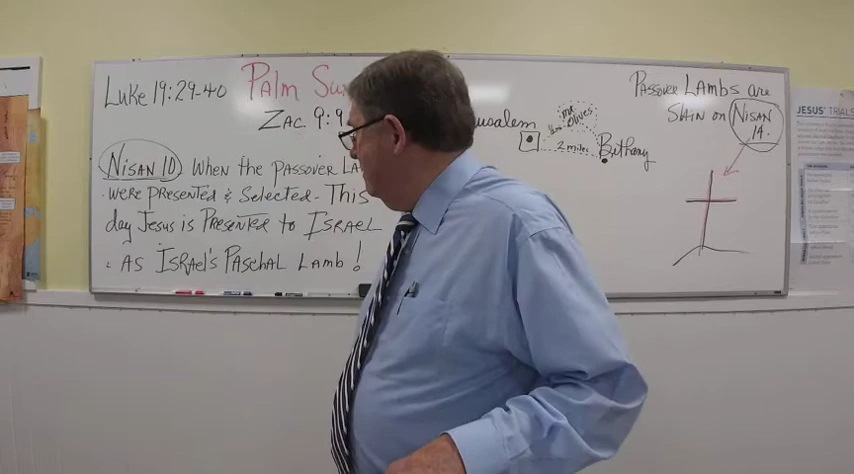 Luke 19:29-40
Palm Su
Zac. 9:9
Nisan 10 When the Passover La
were Presented & Selected - This
day Jesus is Presented to Israel
as Israel's Paschal Lamb!
usalem
Mt. Olives
2 miles
Bethany
Passover Lambs are
Slain on Nisan
14.
JESUS' TRIALS